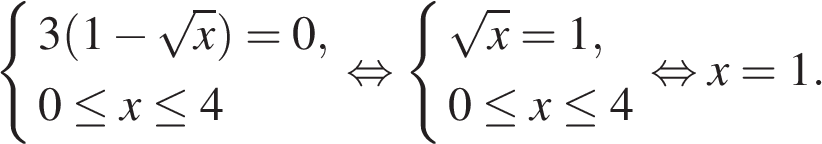 { 3(1 − √x) = 0, ⇔ { √x = 1, ⇔ x = 1.
0 ≤ x ≤ 4 0 ≤ x ≤ 4